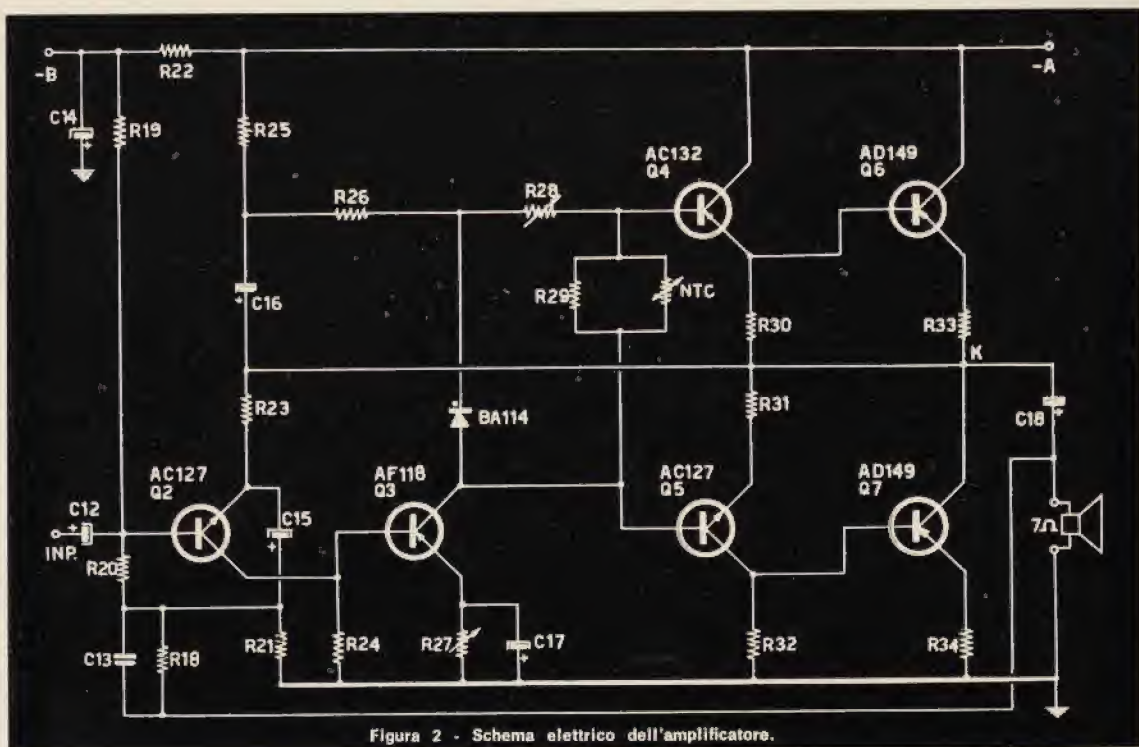 -B
R22
-A
C14
R19
R25
AC132
Q4
AD149
Q6
R26
R28
C16
R29
NTC
R30
R33
K
R23
BA114
R31
C18
AC127
Q2
AF118
Q3
AC127
Q5
AD149
Q7
C12
INP.
C15
7Ω
R20
C13
R18
R21
R24
R27
C17
R32
R34
Figura 2 - Schema elettrico dell'amplificatore.